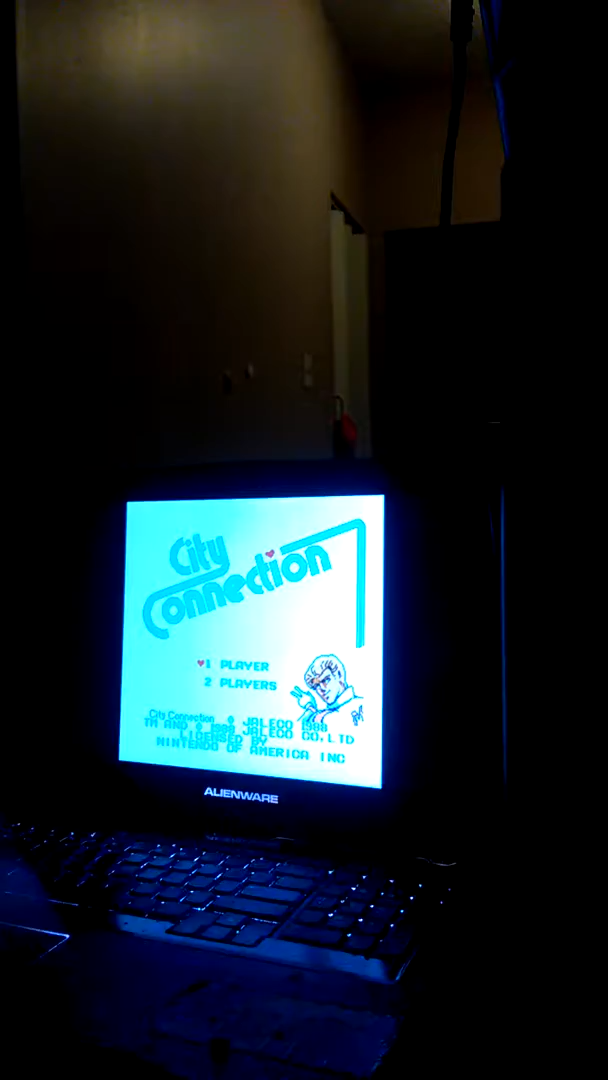 City
Connection
1 PLAYER
2 PLAYERS
City Connection © JALECO 1988
TM AND © 1988 JALECO CO. LTD
LICENSED BY
NINTENDO OF AMERICA INC
ALIENWARE